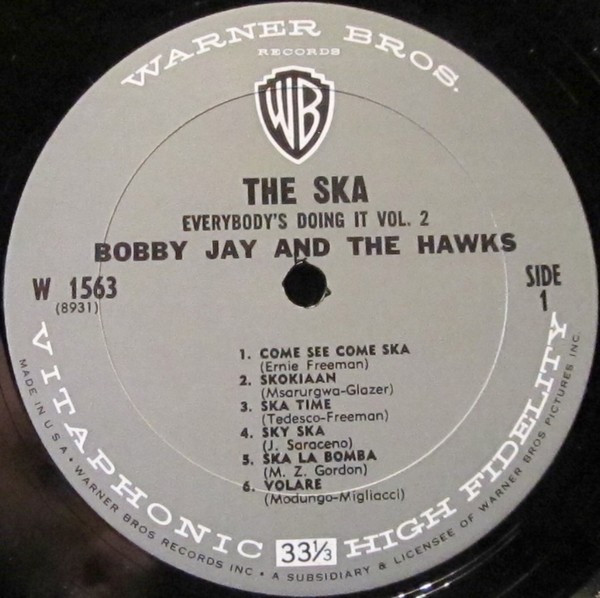 WARNER BROS.
RECORDS
WB
THE SKA
EVERYBODY'S DOING IT VOL. 2
BOBBY JAY AND THE HAWKS
W 1563
(8931)
SIDE
1
1. COME SEE COME SKA
(Ernie Freeman)
2. SKOKIAAN
(Msarurgwa-Glazer)
3. SKA TIME
(Tedesco-Freeman)
4. SKY SKA
(J. Saraceno)
5. SKA LA BOMBA
(M. Z. Gordon)
6. VOLARE
(Modungo-Migliacci)
VITAPHONIC 33⅓ HIGH FIDELITY
MADE IN U.S.A. • WARNER BROS RECORDS INC • A SUBSIDIARY & LICENSEE OF WARNER BROS PICTURES INC.